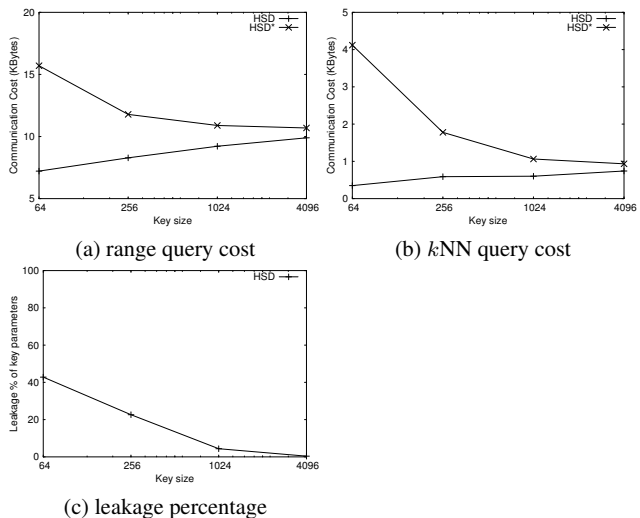 HSD
HSD*
Communication Cost (KBytes)
20
15
10
5
64 256 1024 4096
Key size
(a) range query cost
HSD
HSD*
Communication Cost (KBytes)
5
4
3
2
1
0
64 256 1024 4096
Key size
(b) kNN query cost
HSD
Leakage % of key parameters
100
80
60
40
20
0
64 256 1024 4096
Key size
(c) leakage percentage